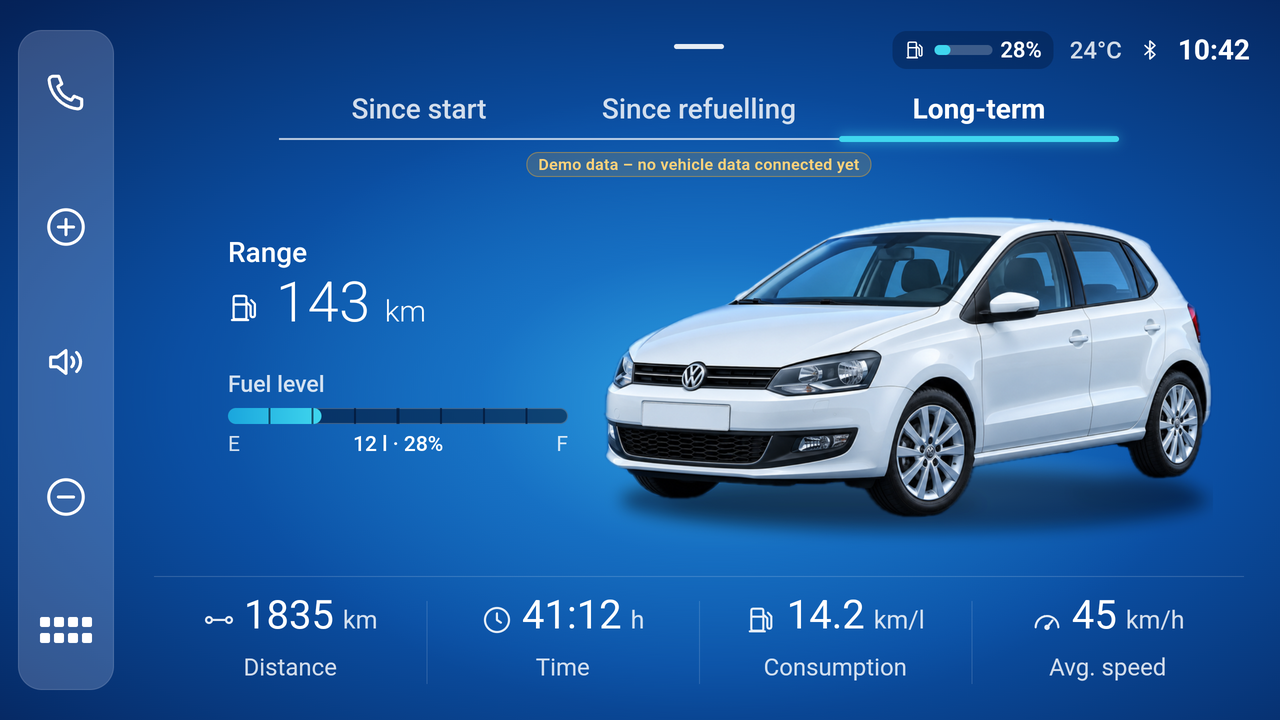 28% 24°C 10:42
Since start Since refuelling Long-term
Demo data – no vehicle data connected yet
Range
143 km
Fuel level
E 12 l · 28% F
1835 km 41:12 h 14.2 km/l 45 km/h
Distance Time Consumption Avg. speed